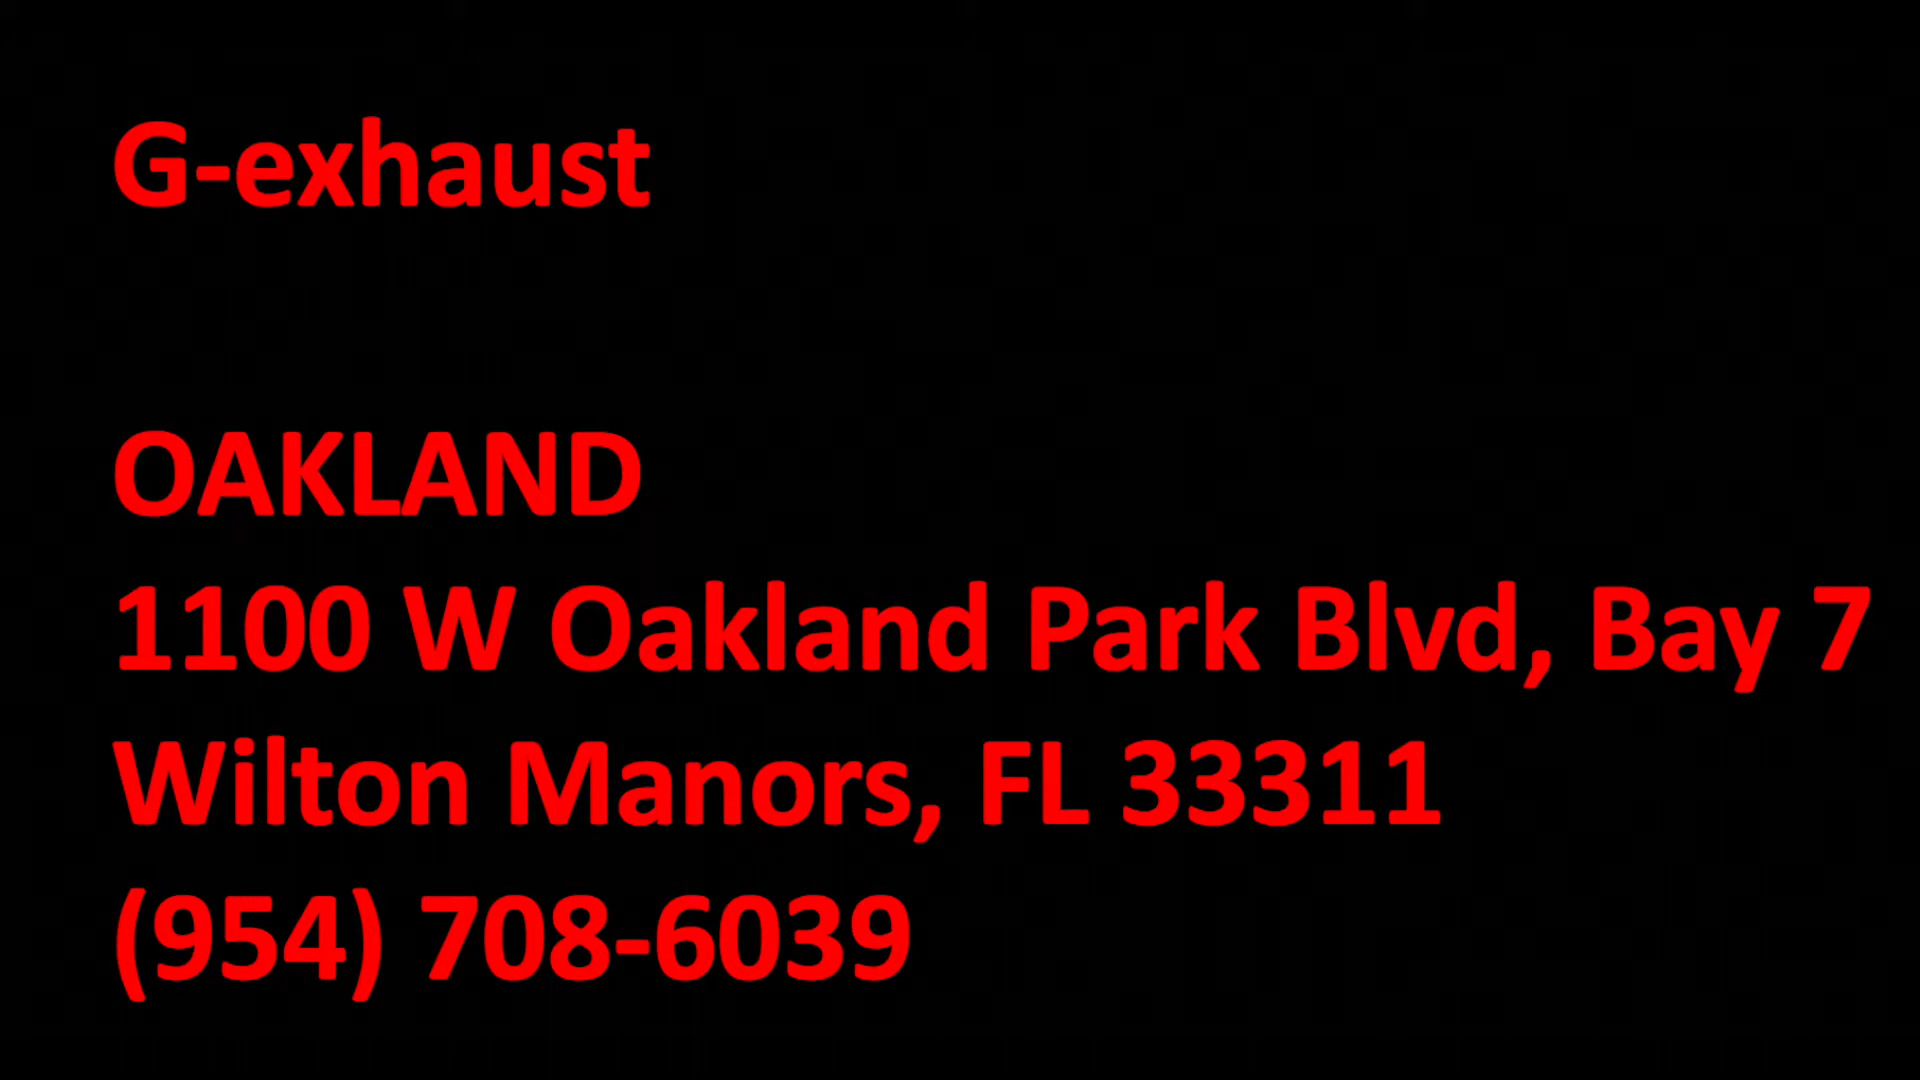 G-exhaust
OAKLAND
1100 W Oakland Park Blvd, Bay 7
Wilton Manors, FL 33311
(954) 708-6039